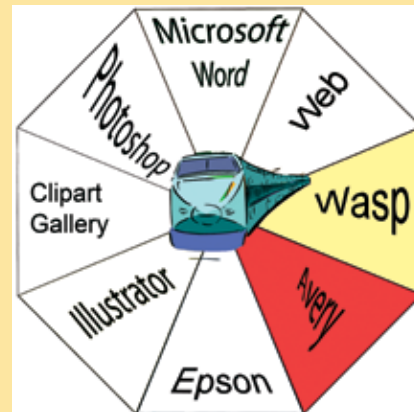 Microsoft
Word
Web
Wasp
Avery
Epson
Illustrator
Clipart
Gallery
Photoshop